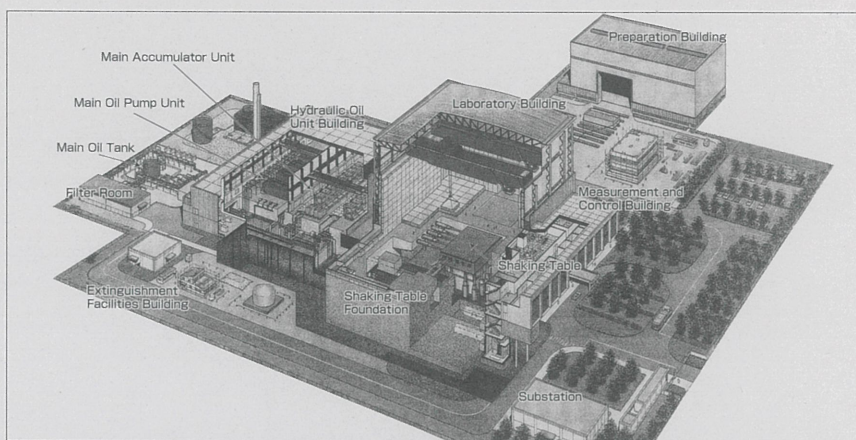 Preparation Building
Main Accumulator Unit
Main Oil Pump Unit
Hydraulic Oil
Unit Building
Laboratory Building
Main Oil Tank
Filter Room
Measurement and
Control Building
Shaking Table
Extinguishment
Facilities Building
Shaking Table
Foundation
Substation